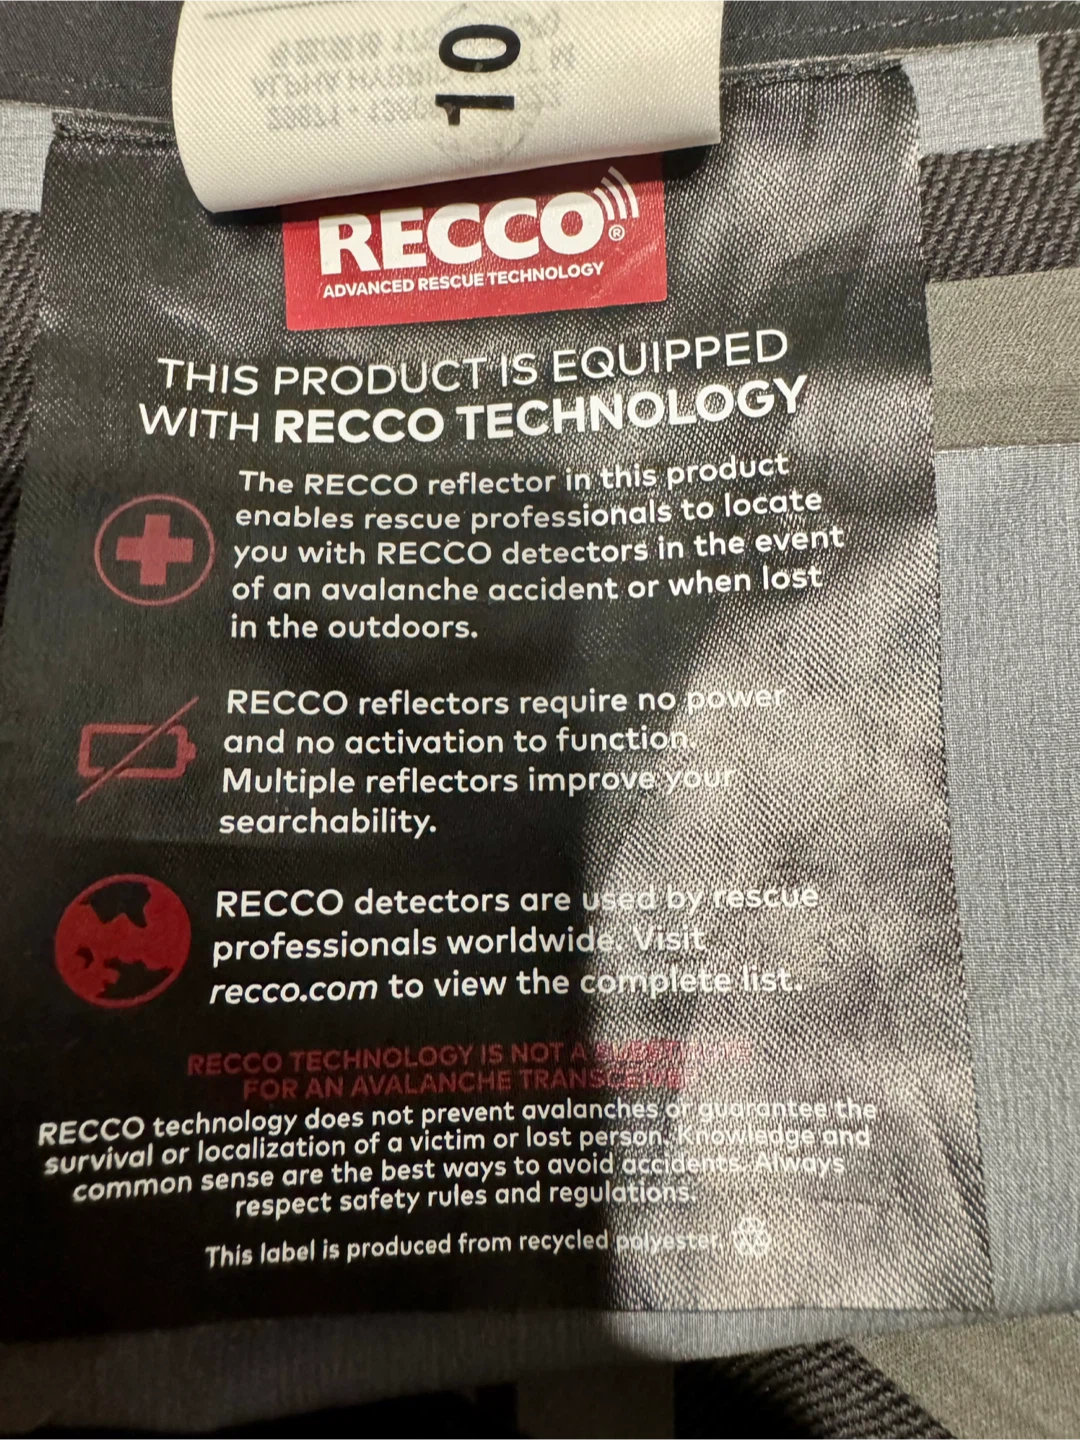 10
RECCO®
ADVANCED RESCUE TECHNOLOGY
THIS PRODUCT IS EQUIPPED
WITH RECCO TECHNOLOGY
The RECCO reflector in this product
enables rescue professionals to locate
you with RECCO detectors in the event
of an avalanche accident or when lost
in the outdoors.
RECCO reflectors require no power
and no activation to function.
Multiple reflectors improve your
searchability.
RECCO detectors are used by rescue
professionals worldwide. Visit
recco.com to view the complete list.
RECCO TECHNOLOGY IS NOT A SUBSTITUTE
FOR AN AVALANCHE TRANSCEIVER
RECCO technology does not prevent avalanches or guarantee the
survival or localization of a victim or lost person. Knowledge and
common sense are the best ways to avoid accidents. Always
respect safety rules and regulations.
This label is produced from recycled polyester.